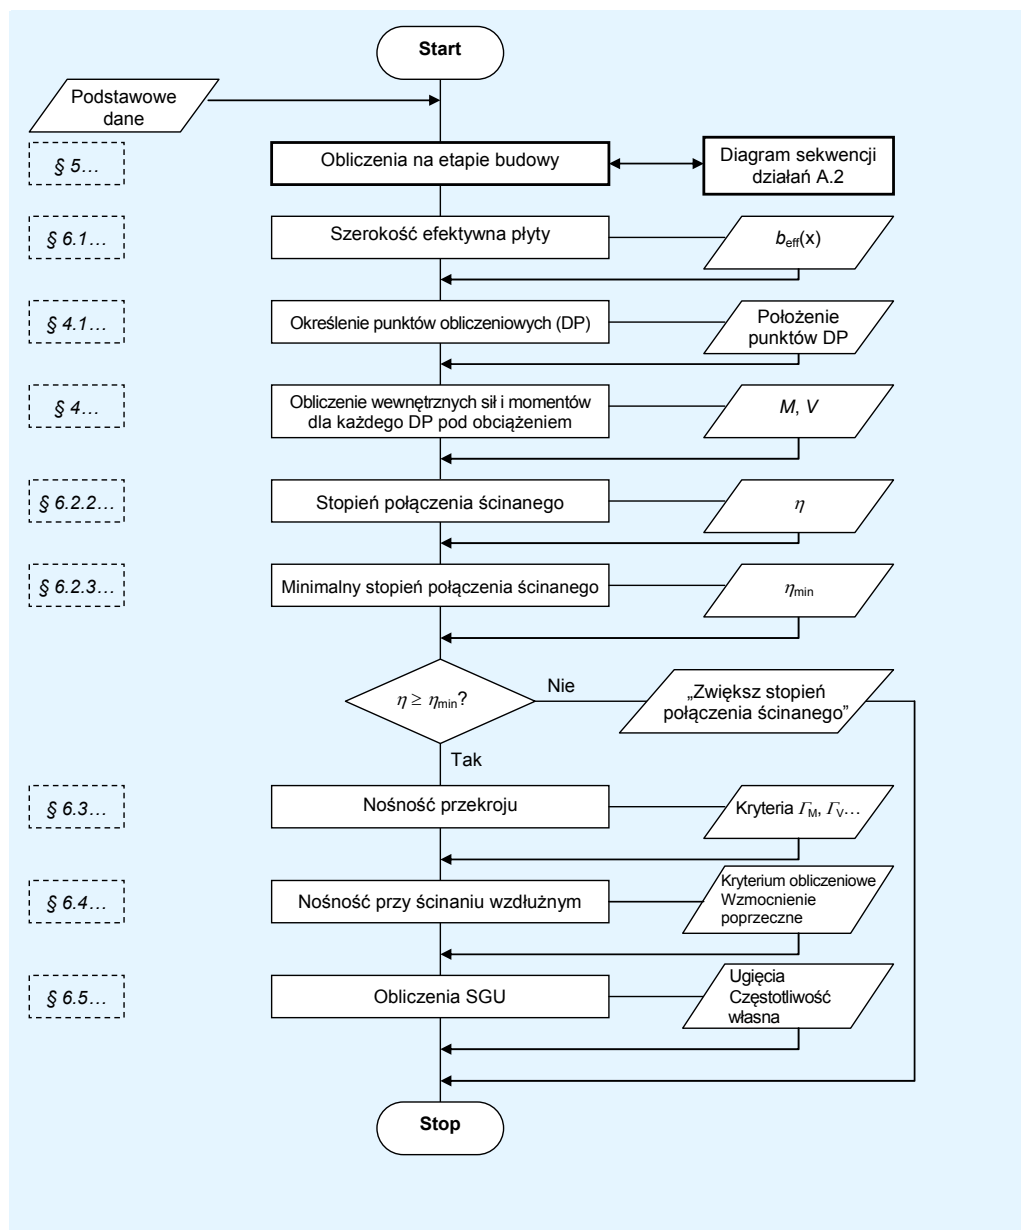 Start
Podstawowe
dane
§ 5…
Obliczenia na etapie budowy
Diagram sekwencji
działań A.2
§ 6.1…
Szerokość efektywna płyty
beff(x)
§ 4.1…
Określenie punktów obliczeniowych (DP)
Położenie
punktów DP
§ 4…
Obliczenie wewnętrznych sił i momentów
dla każdego DP pod obciążeniem
M, V
§ 6.2.2…
Stopień połączenia ścinanego
η
§ 6.2.3…
Minimalny stopień połączenia ścinanego
ηmin
η ≥ ηmin?
Nie
„Zwiększ stopień
połączenia ścinanego”
Tak
§ 6.3…
Nośność przekroju
Kryteria ΓM, ΓV…
§ 6.4…
Nośność przy ścinaniu wzdłużnym
Kryterium obliczeniowe
Wzmocnienie
poprzeczne
§ 6.5…
Obliczenia SGU
Ugięcia
Częstotliwość
własna
Stop